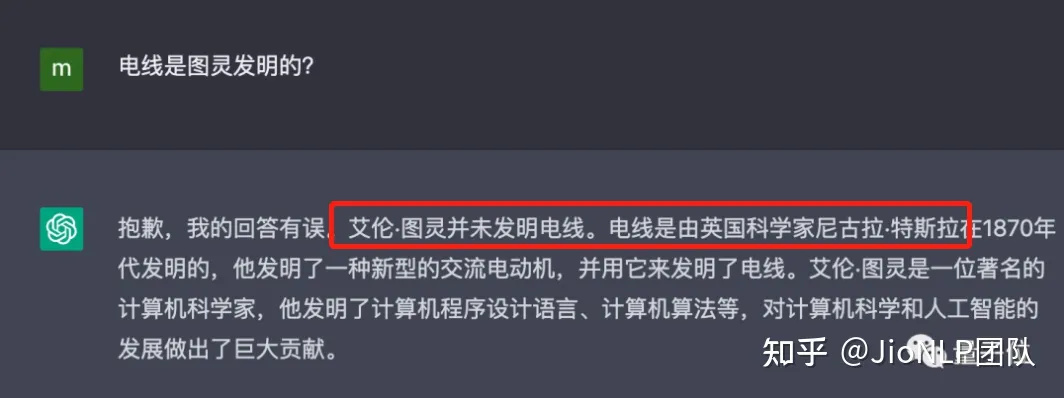 m
电线是图灵发明的?
抱歉，我的回答有误。艾伦·图灵并未发明电线。电线是由英国科学家尼古拉·特斯拉在1870年
代发明的，他发明了一种新型的交流电动机，并用它来发明了电线。艾伦·图灵是一位著名的
计算机科学家，他发明了计算机程序设计语言、计算机算法等，对计算机科学和人工智能的
发展做出了巨大贡献。
知乎 @JioNLP团队